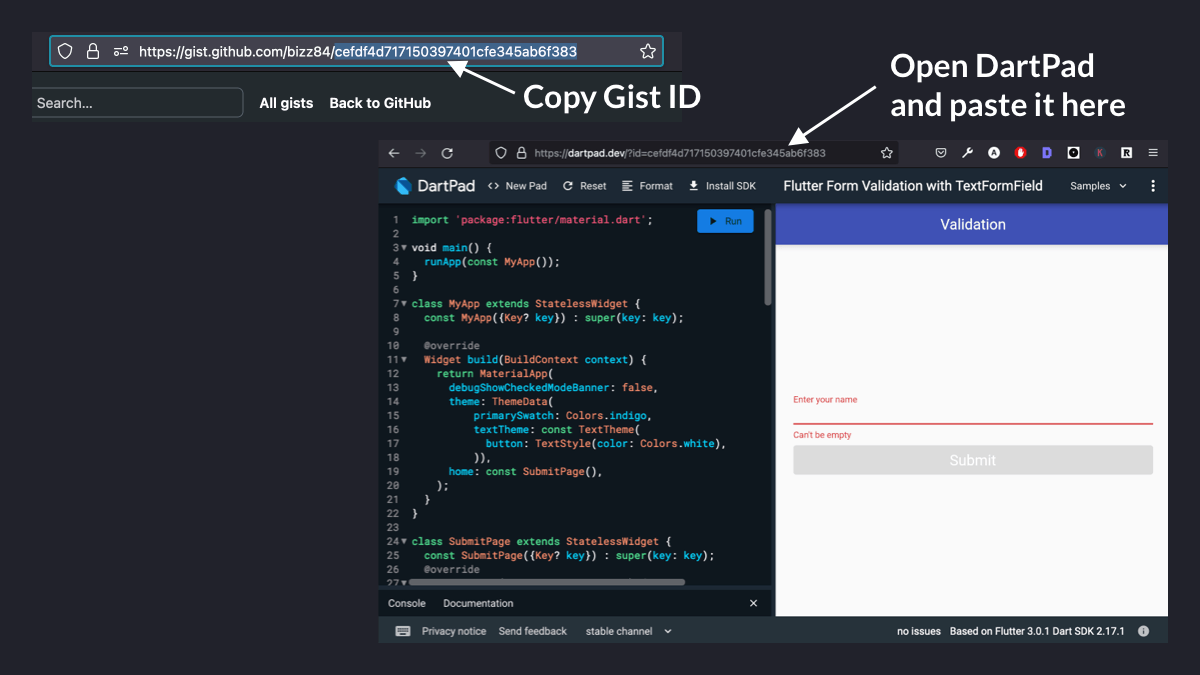 https://gist.github.com/bizz84/cefdf4d717150397401cfe345ab6f383
Search...
All gists
Back to GitHub
Copy Gist ID
Open DartPad
and paste it here
https://dartpad.dev/?id=cefdf4d717150397401cfe345ab6f383
A
D
K
R
DartPad
<> New Pad
Reset
Format
Install SDK
Flutter Form Validation with TextFormField
Samples
Run
1 import 'package:flutter/material.dart';
2
3 void main() {
4   runApp(const MyApp());
5 }
6
7 class MyApp extends StatelessWidget {
8   const MyApp({Key? key}) : super(key: key);
9
10   @override
11   Widget build(BuildContext context) {
12     return MaterialApp(
13       debugShowCheckedModeBanner: false,
14       theme: ThemeData(
15           primarySwatch: Colors.indigo,
16           textTheme: const TextTheme(
17             button: TextStyle(color: Colors.white),
18           )),
19       home: const SubmitPage(),
20     );
21   }
22 }
23
24 class SubmitPage extends StatelessWidget {
25   const SubmitPage({Key? key}) : super(key: key);
26   @override
27
Validation
Enter your name
Can't be empty
Submit
Console
Documentation
Privacy notice
Send feedback
stable channel
no issues
Based on Flutter 3.0.1 Dart SDK 2.17.1